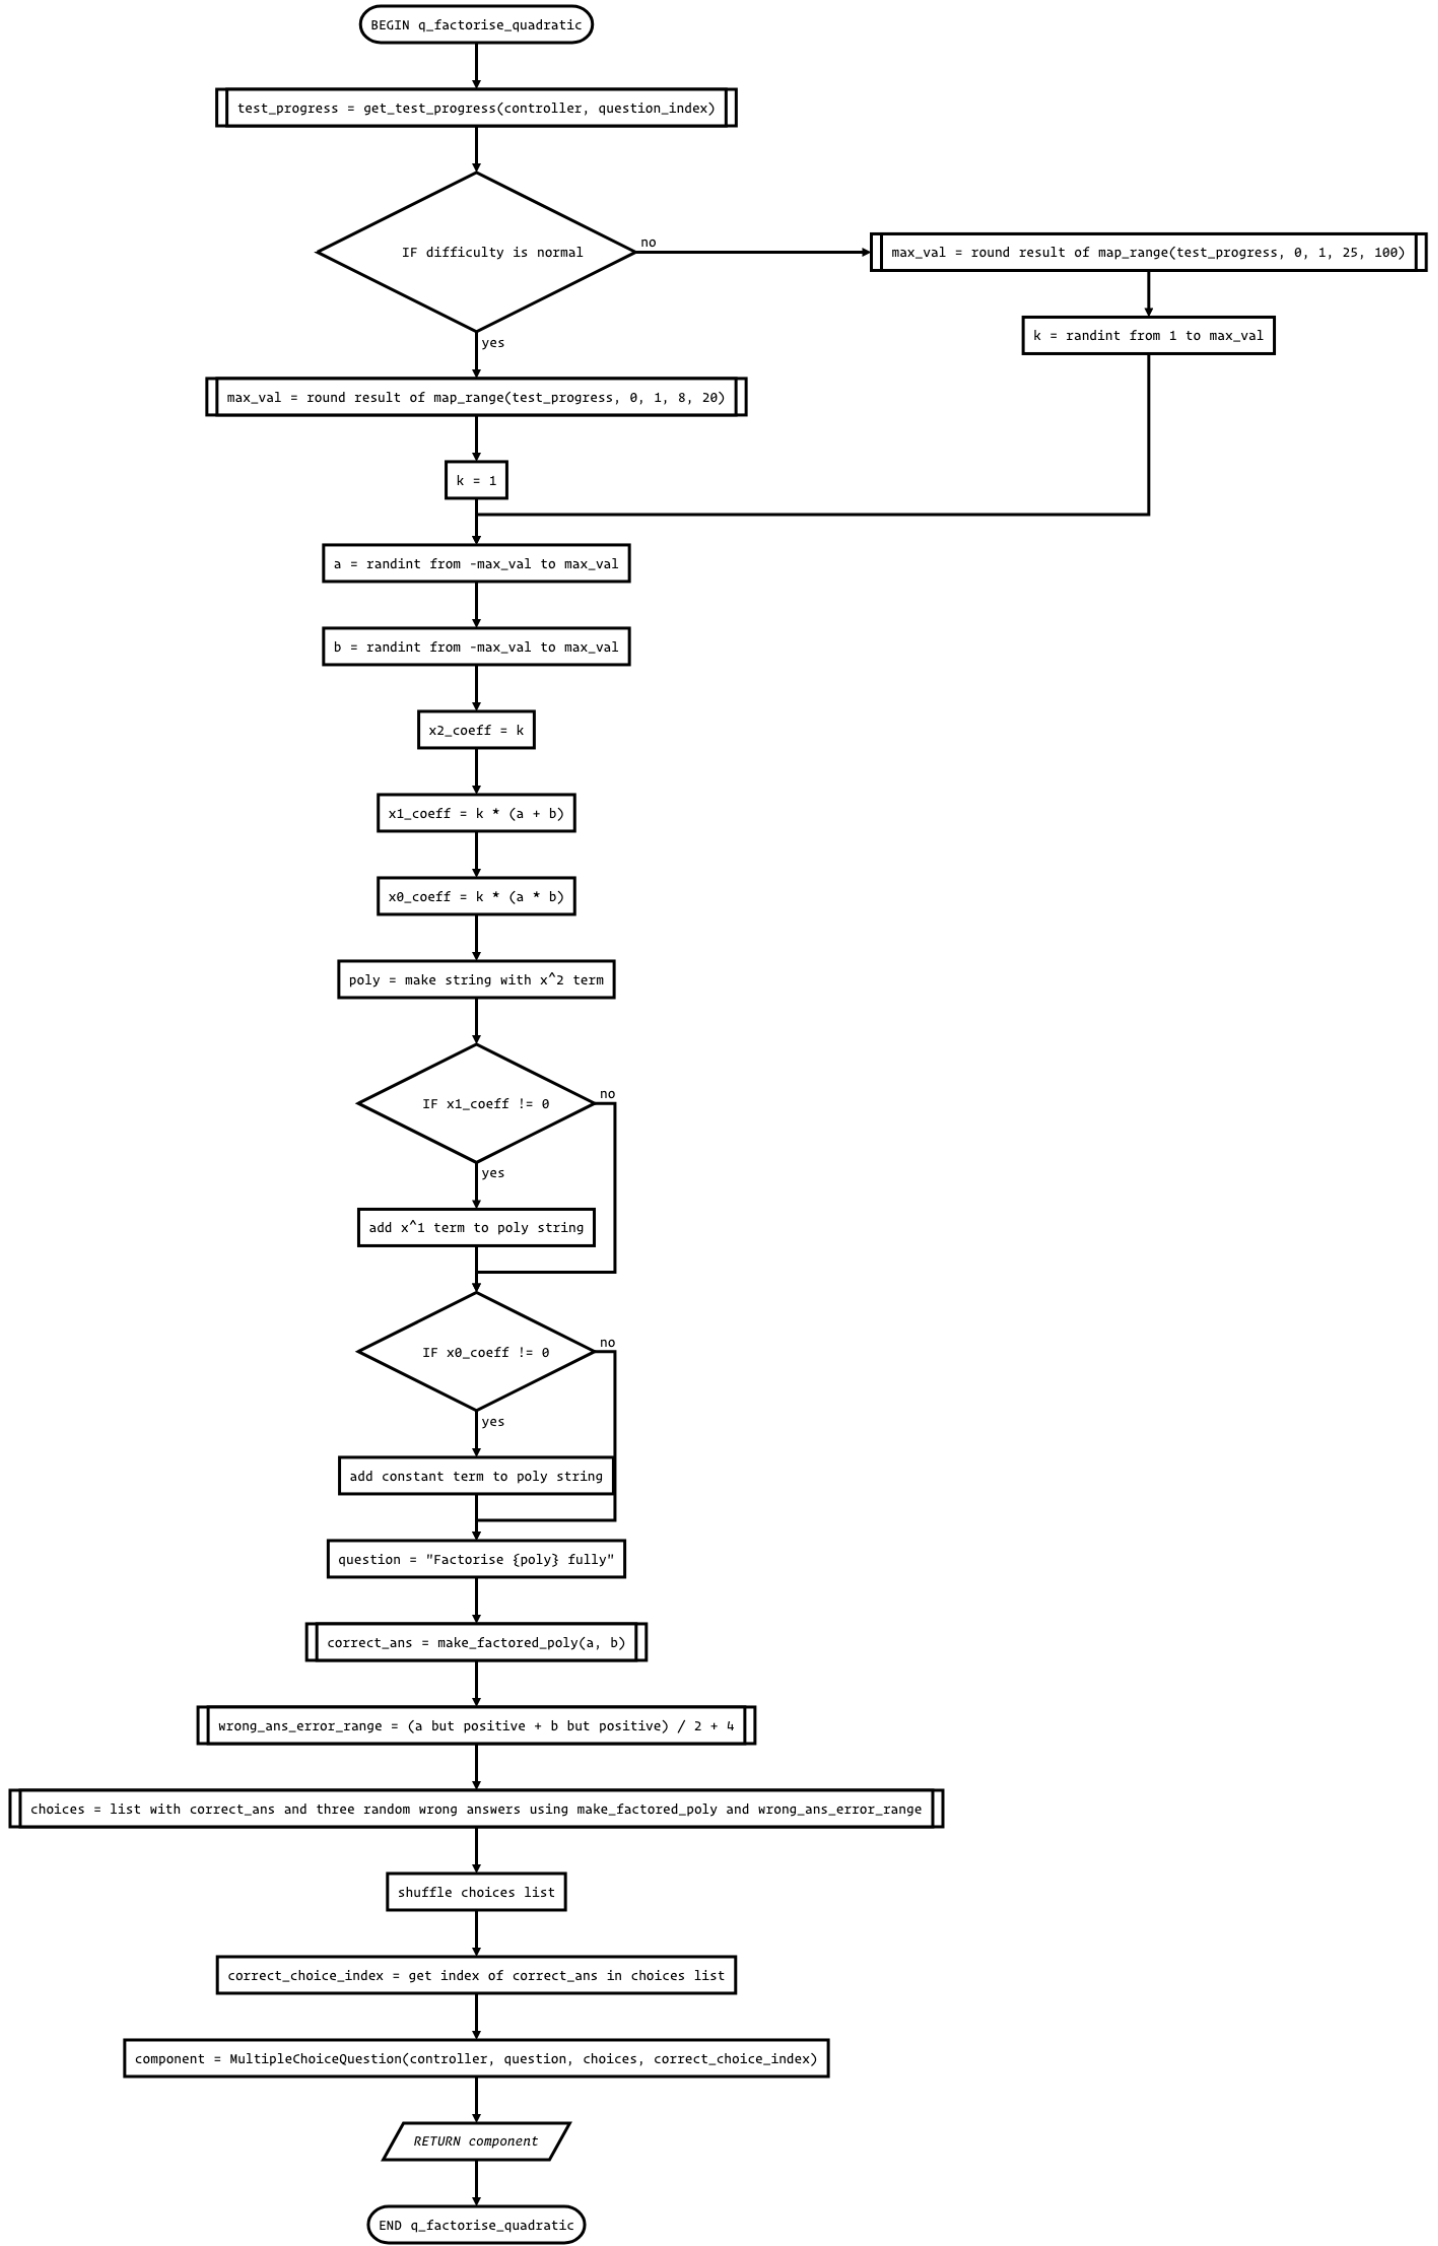 BEGIN q_factorise_quadratic
test_progress = get_test_progress(controller, question_index)
IF difficulty is normal
no
max_val = round result of map_range(test_progress, 0, 1, 25, 100)
k = randint from 1 to max_val
yes
max_val = round result of map_range(test_progress, 0, 1, 8, 20)
k = 1
a = randint from -max_val to max_val
b = randint from -max_val to max_val
x2_coeff = k
x1_coeff = k * (a + b)
x0_coeff = k * (a * b)
poly = make string with x^2 term
IF x1_coeff != 0
no
yes
add x^1 term to poly string
IF x0_coeff != 0
no
yes
add constant term to poly string
question = "Factorise {poly} fully"
correct_ans = make_factored_poly(a, b)
wrong_ans_error_range = (a but positive + b but positive) / 2 + 4
choices = list with correct_ans and three random wrong answers using make_factored_poly and wrong_ans_error_range
shuffle choices list
correct_choice_index = get index of correct_ans in choices list
component = MultipleChoiceQuestion(controller, question, choices, correct_choice_index)
RETURN component
END q_factorise_quadratic